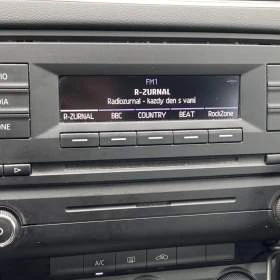 FM1
R-ZURNAL
Radiozurnal - kazdy den s vami
R-ZURNAL BBC COUNTRY BEAT RockZone
A/C